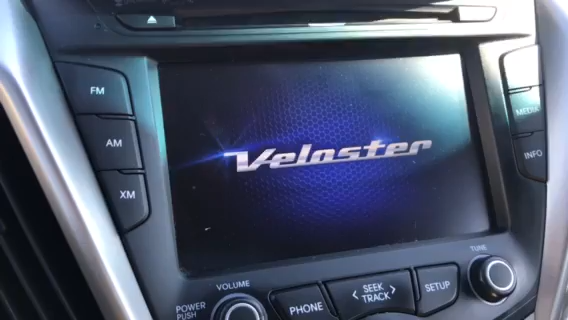 FM
AM
XM
Veloster
MEDIA
INFO
VOLUME
TUNE
POWER
PUSH
PHONE
SEEK
TRACK
SETUP